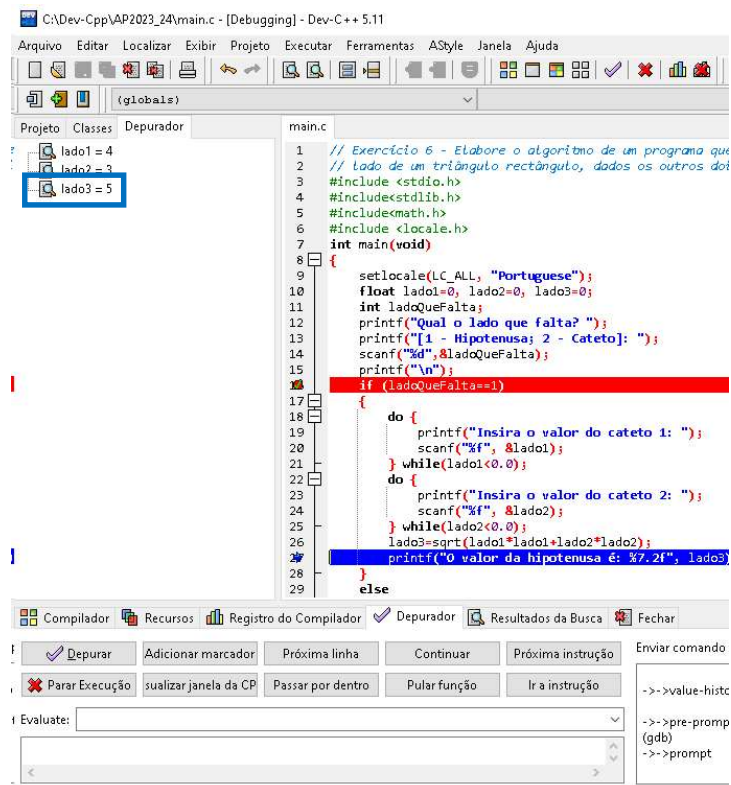 C:\Dev-Cpp\AP2023_24\main.c - [Debugging] - Dev-C++ 5.11
Arquivo Editar Localizar Exibir Projeto Executar Ferramentas AStyle Janela Ajuda
(globals)
Projeto Classes Depurador
lado1 = 4
lado2 = 3
lado3 = 5
main.c
1 // Exercício 6 - Elabore o algoritmo de um programa que
2 // lado de um triângulo rectângulo, dados os outros doi
3 #include <stdio.h>
4 #include<stdlib.h>
5 #include<math.h>
6 #include <locale.h>
7 int main(void)
8 {
9 setlocale(LC_ALL, "Portuguese");
10 float lado1=0, lado2=0, lado3=0;
11 int ladoQueFalta;
12 printf("Qual o lado que falta? ");
13 printf("[1 - Hipotenusa; 2 - Cateto]: ");
14 scanf("%d",&ladoQueFalta);
15 printf("\n");
if (ladoQueFalta==1)
17 {
18 do {
19 printf("Insira o valor do cateto 1: ");
20 scanf("%f", &lado1);
21 } while(lado1<0.0);
22 do {
23 printf("Insira o valor do cateto 2: ");
24 scanf("%f", &lado2);
25 } while(lado2<0.0);
26 lado3=sqrt(lado1*lado1+lado2*lado2);
printf("O valor da hipotenusa é: %7.2f", lado3)
28 }
29 else
Compilador Recursos Registro do Compilador Depurador Resultados da Busca Fechar
Depurar Adicionar marcador Próxima linha Continuar Próxima instrução
Parar Execução sualizar janela da CP Passar por dentro Pular função Ir a instrução
Evaluate:
Enviar comando
->->value-histo
->->pre-promp
(gdb)
->->prompt